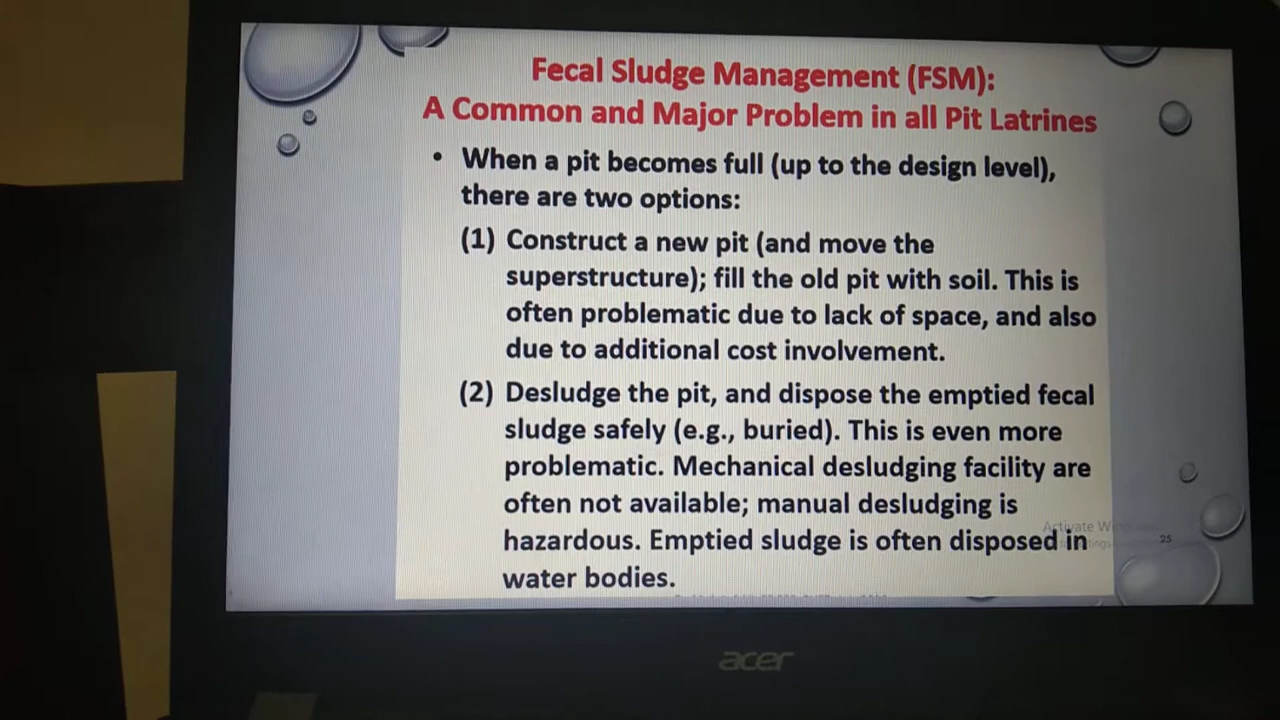 Fecal Sludge Management (FSM):
A Common and Major Problem in all Pit Latrines
• When a pit becomes full (up to the design level),
there are two options:
(1) Construct a new pit (and move the
superstructure); fill the old pit with soil. This is
often problematic due to lack of space, and also
due to additional cost involvement.
(2) Desludge the pit, and dispose the emptied fecal
sludge safely (e.g., buried). This is even more
problematic. Mechanical desludging facility are
often not available; manual desludging is
hazardous. Emptied sludge is often disposed in
water bodies.
Activate
25
acer